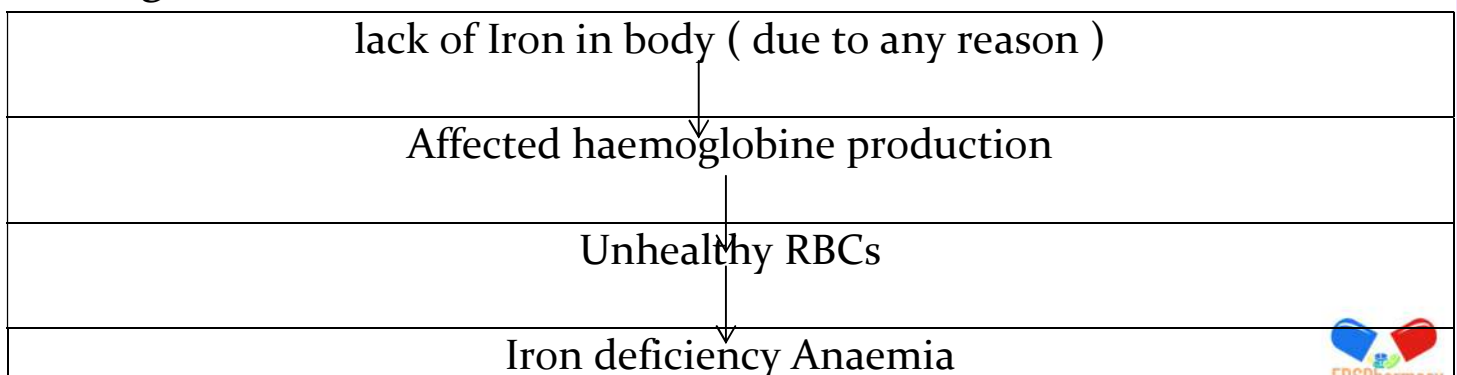 lack of Iron in body ( due to any reason )
Affected haemoglobine production
Unhealthy RBCs
Iron deficiency Anaemia